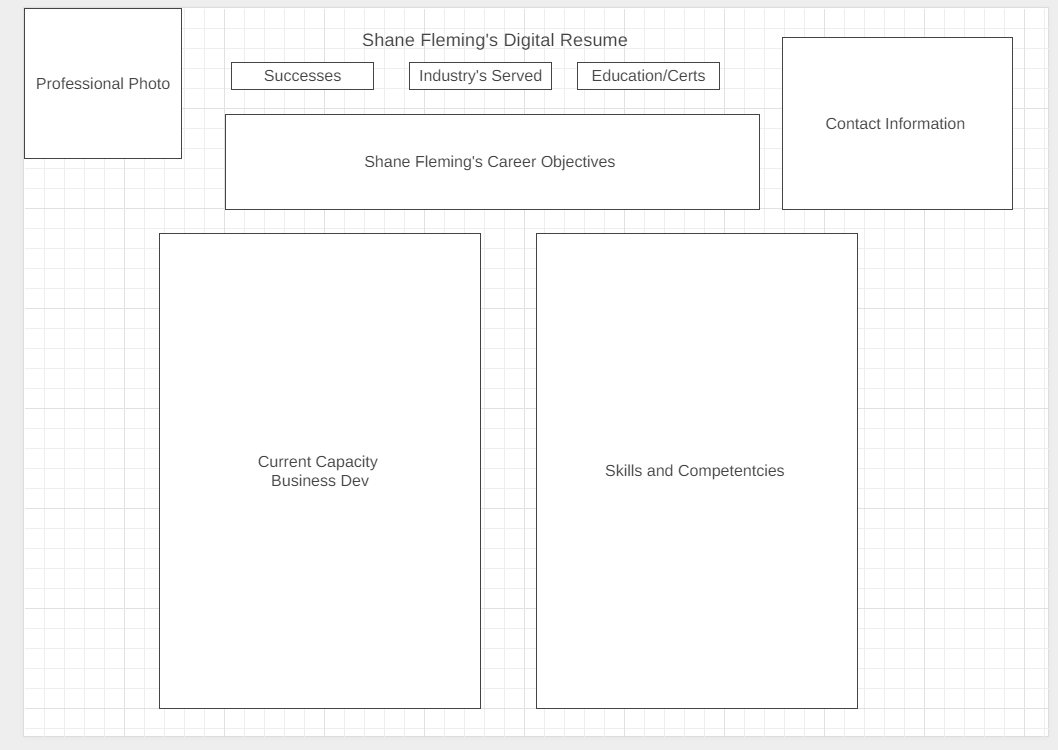 Shane Fleming's Digital Resume
Professional Photo
Successes
Industry's Served
Education/Certs
Contact Information
Shane Fleming's Career Objectives
Current Capacity
Business Dev
Skills and Competentcies